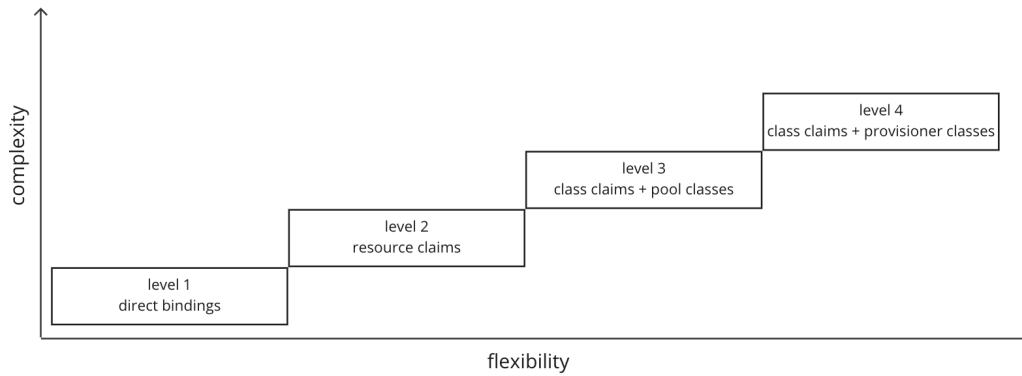 complexity
level 4
class claims + provisioner classes
level 3
class claims + pool classes
level 2
resource claims
level 1
direct bindings
flexibility